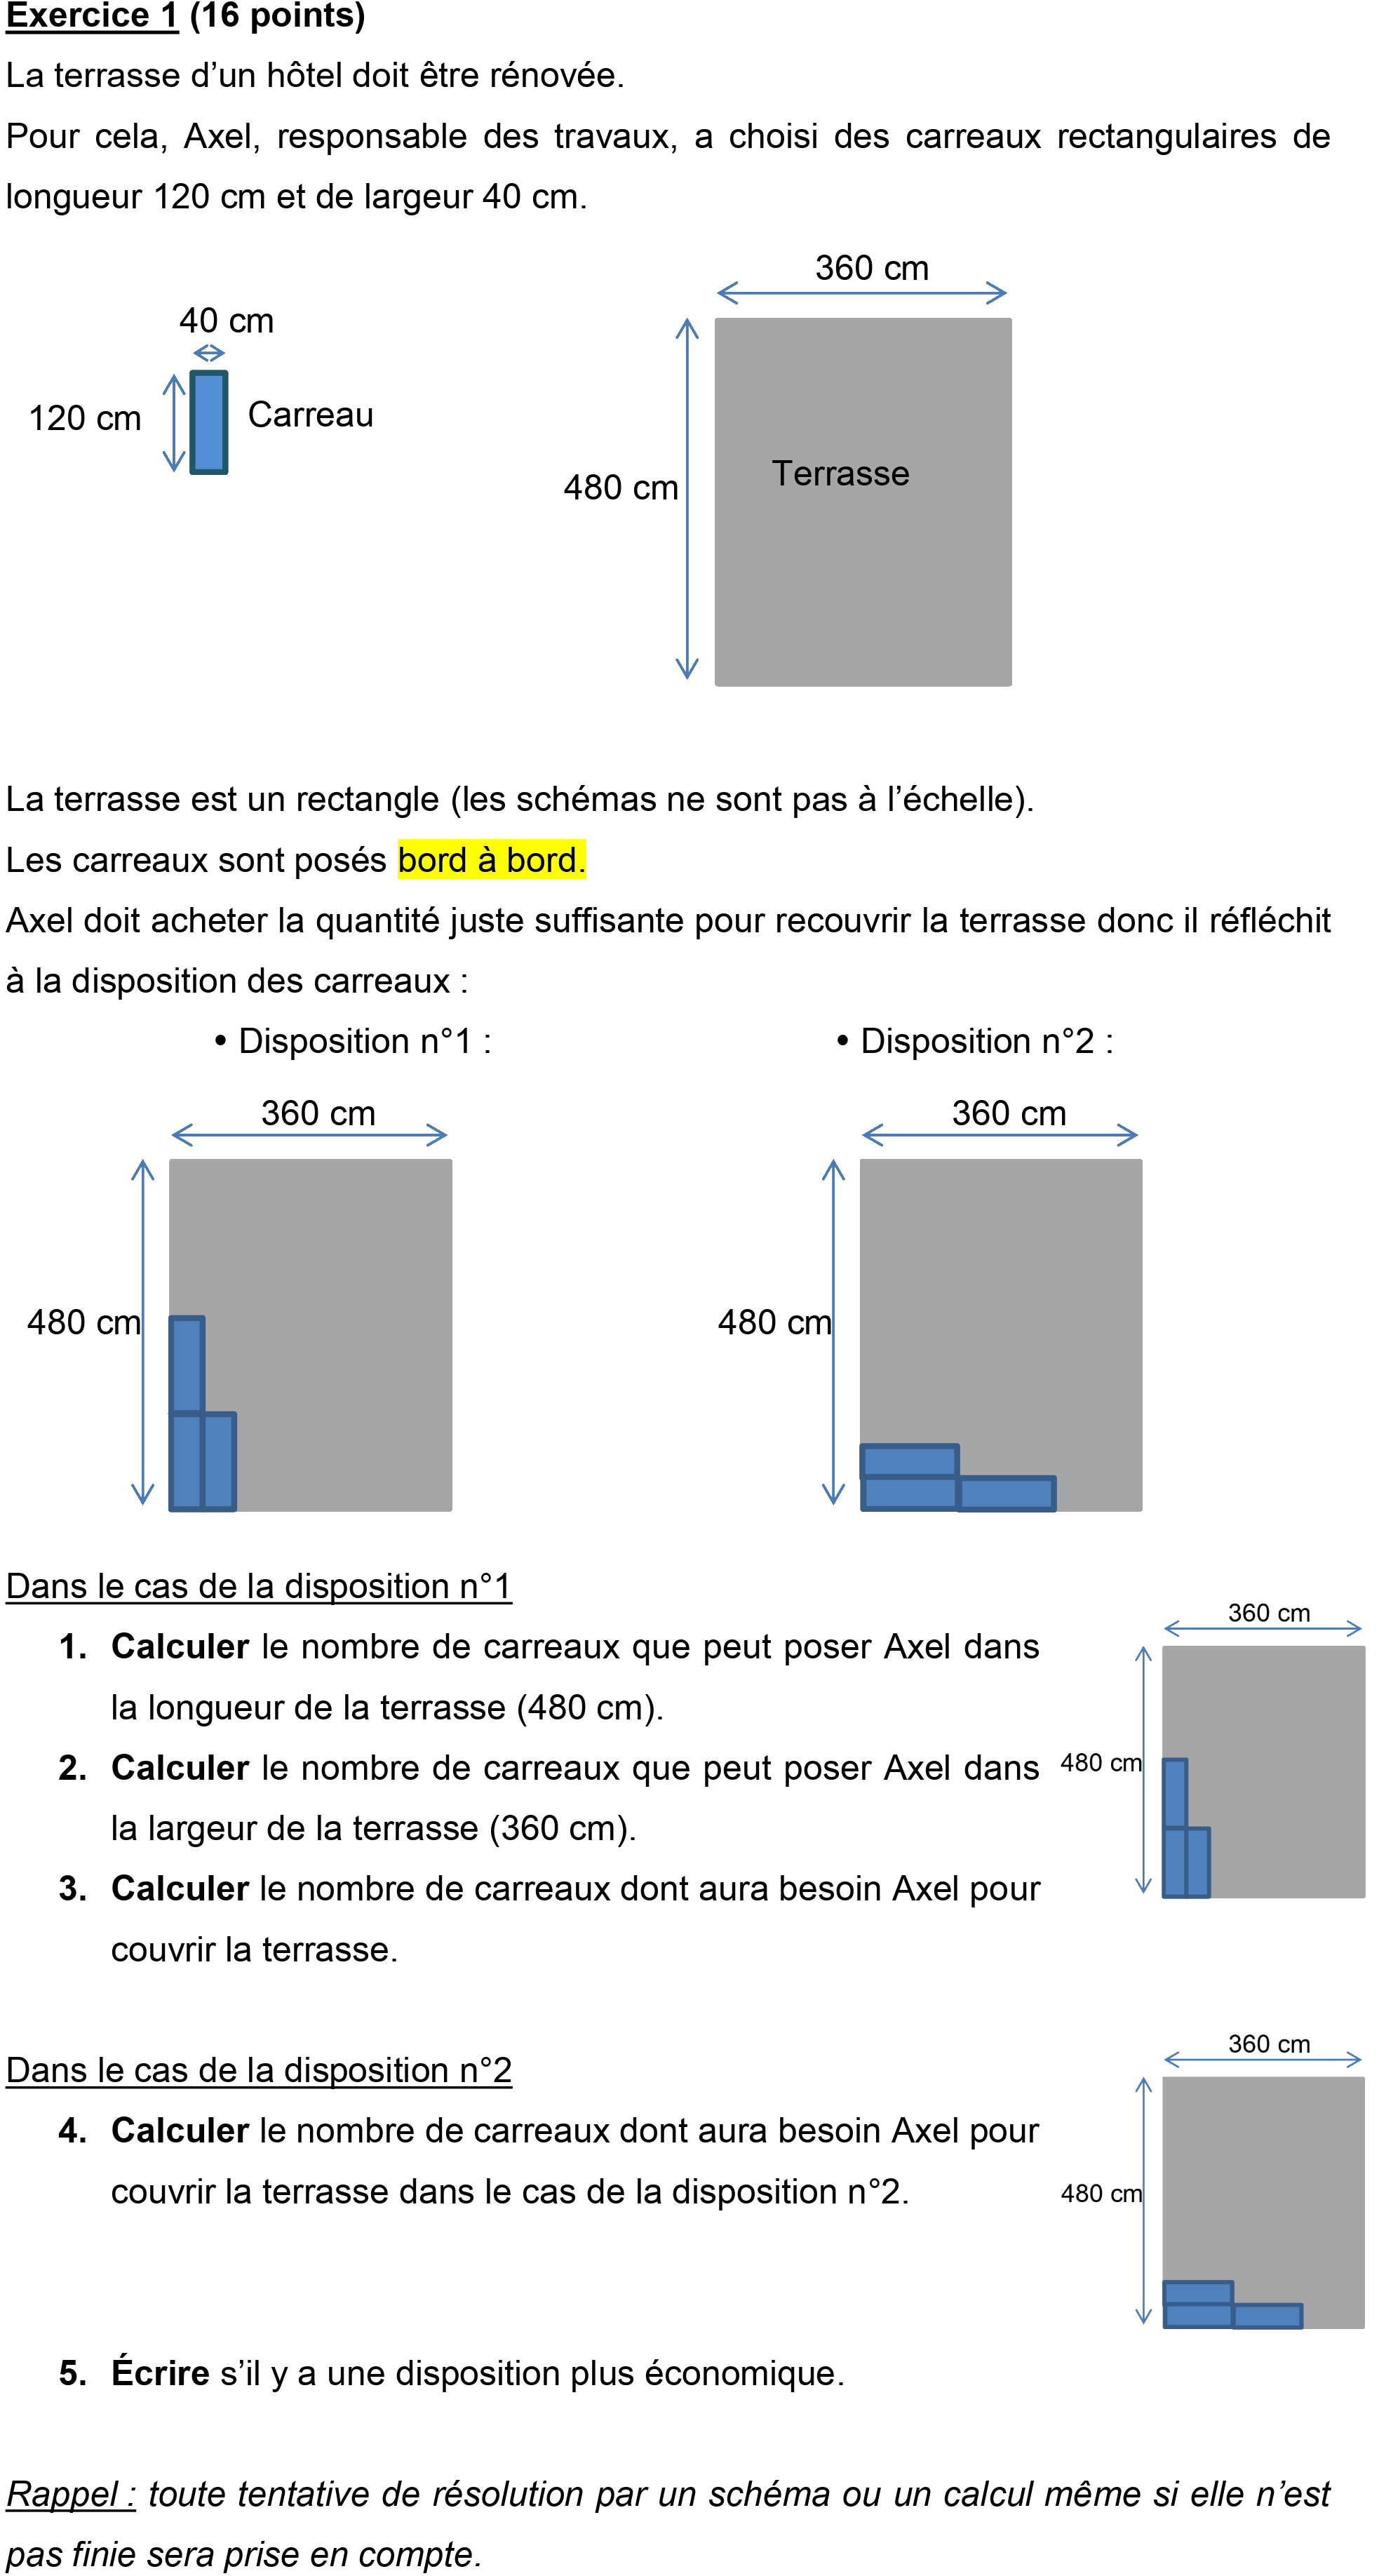 Exercice 1 (16 points)
La terrasse d’un hôtel doit être rénovée.
Pour cela, Axel, responsable des travaux, a choisi des carreaux rectangulaires de
longueur 120 cm et de largeur 40 cm.
360 cm
40 cm
120 cm
Carreau
480 cm
Terrasse
La terrasse est un rectangle (les schémas ne sont pas à l’échelle).
Les carreaux sont posés bord à bord.
Axel doit acheter la quantité juste suffisante pour recouvrir la terrasse donc il réfléchit
à la disposition des carreaux :
• Disposition n°1 :
• Disposition n°2 :
360 cm
360 cm
480 cm
480 cm
Dans le cas de la disposition n°1
360 cm
1. Calculer le nombre de carreaux que peut poser Axel dans
la longueur de la terrasse (480 cm).
2. Calculer le nombre de carreaux que peut poser Axel dans
480 cm
la largeur de la terrasse (360 cm).
3. Calculer le nombre de carreaux dont aura besoin Axel pour
couvrir la terrasse.
360 cm
Dans le cas de la disposition n°2
4. Calculer le nombre de carreaux dont aura besoin Axel pour
couvrir la terrasse dans le cas de la disposition n°2.
480 cm
5. Écrire s’il y a une disposition plus économique.
Rappel : toute tentative de résolution par un schéma ou un calcul même si elle n’est
pas finie sera prise en compte.